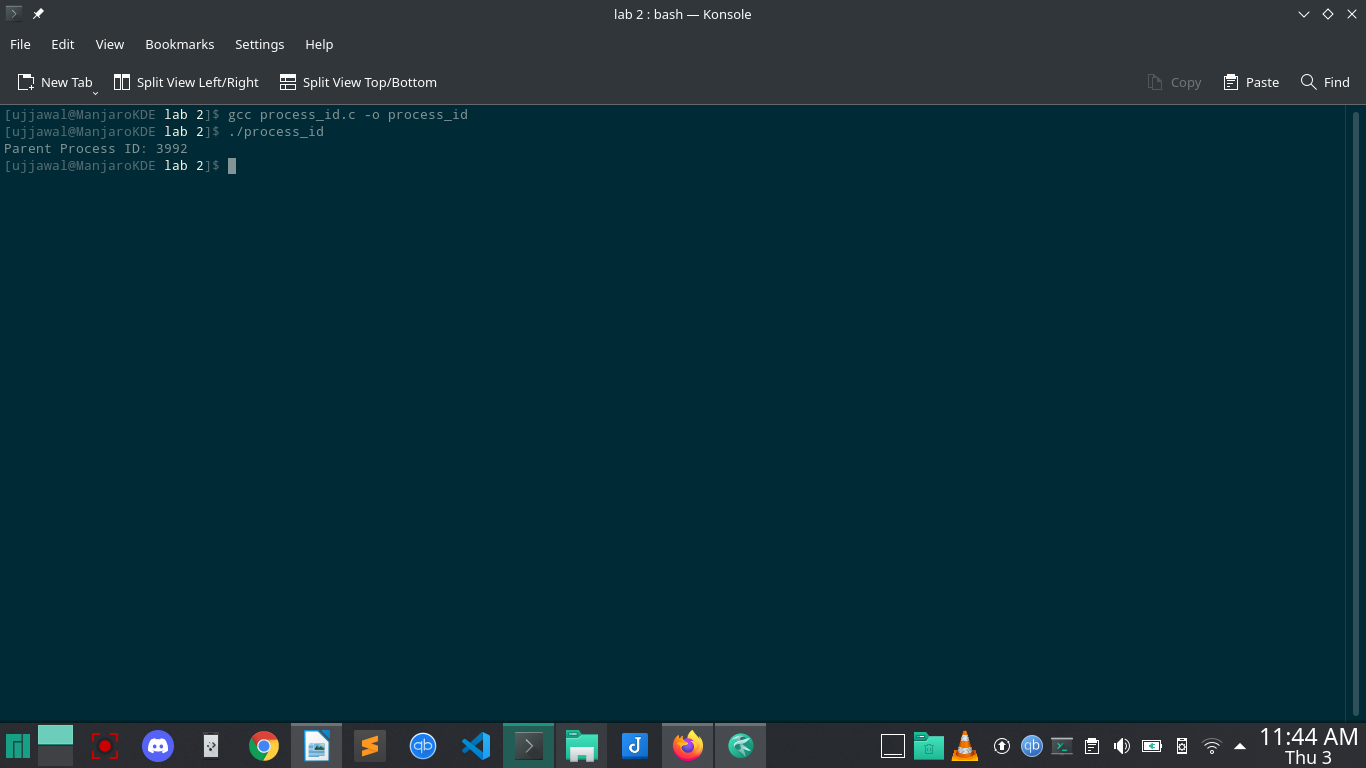 lab 2 : bash — Konsole
File Edit View Bookmarks Settings Help
New Tab Split View Left/Right Split View Top/Bottom Copy Paste Find
[ujjawal@ManjaroKDE lab 2]$ gcc process_id.c -o process_id
[ujjawal@ManjaroKDE lab 2]$ ./process_id
Parent Process ID: 3992
[ujjawal@ManjaroKDE lab 2]$
qb
qb
11:44 AM
Thu 3